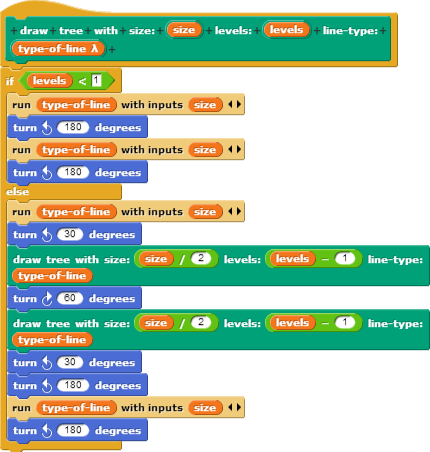 + draw + tree + with + size: + size + levels: + levels + line-type: +
type-of-line λ +
if levels < 1
run type-of-line with inputs size
turn 180 degrees
run type-of-line with inputs size
turn 180 degrees
else
run type-of-line with inputs size
turn 30 degrees
draw tree with size: size / 2 levels: levels − 1 line-type:
type-of-line
turn 60 degrees
draw tree with size: size / 2 levels: levels − 1 line-type:
type-of-line
turn 30 degrees
turn 180 degrees
run type-of-line with inputs size
turn 180 degrees